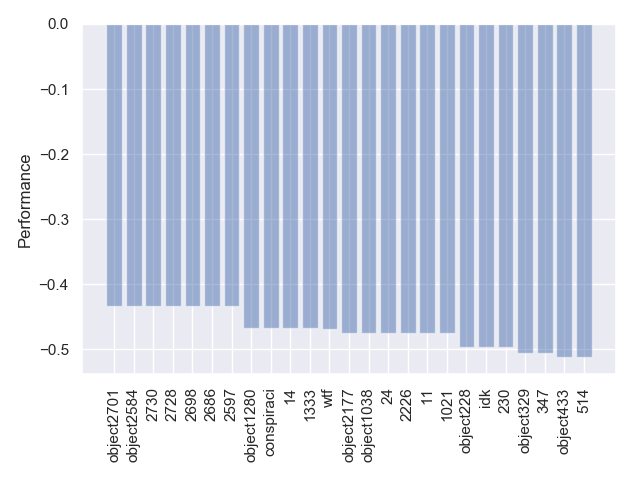 0.0
−0.1
−0.2
−0.3
−0.4
−0.5
Performance
object2701
object2584
2730
2728
2698
2686
2597
object1280
conspiraci
14
1333
wtf
object2177
object1038
24
2226
11
1021
object228
idk
230
object329
347
object433
514